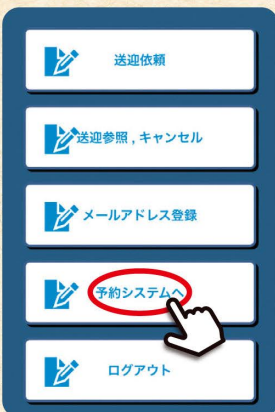 送迎依頼
送迎参照 , キャンセル
メールアドレス登録
予約システムへ
ログアウト